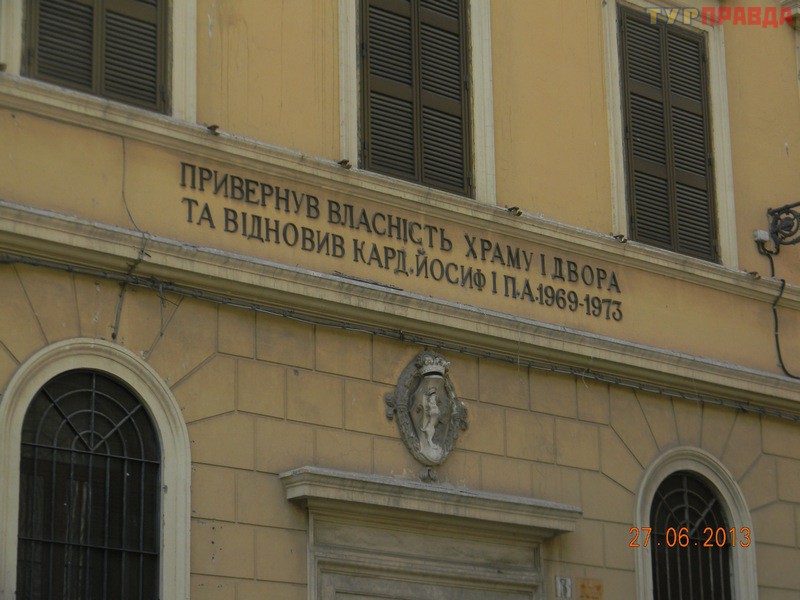 ТУРПРАВДА
ПРИВЕРНУВ ВЛАСНІСТЬ ХРАМУ І ДВОРА
ТА ВІДНОВИВ КАРД. ЙОСИФ І П.А. 1969-1973
27.06.2013